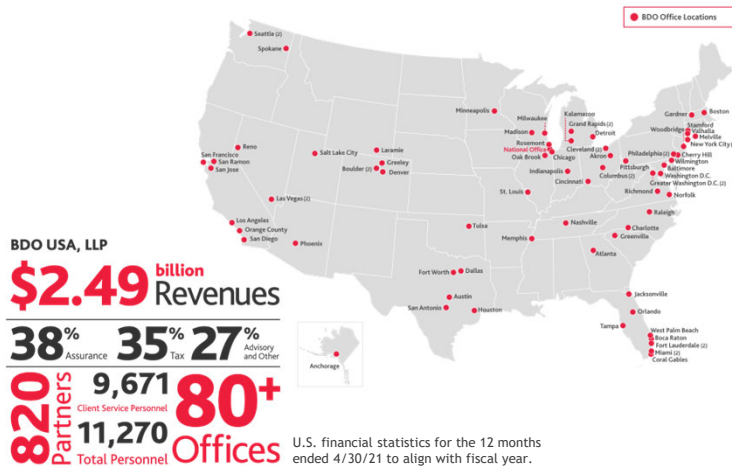 BDO Office Locations
Seattle (2)
Spokane
Minneapolis
Milwaukee
Kalamazoo
Grand Rapids (2)
Madison
Detroit
Rosemont
National Office
Cleveland (2)
Oak Brook
Chicago
Akron
Gardner
Boston
Stamford
Woodbridge
Valhalla
Melville
New York City
Philadelphia (2)
Cherry Hill
Wilmington
Pittsburgh
Baltimore
Washington D.C.
Greater Washington D.C. (2)
Columbus (2)
Indianapolis
Cincinnati
Richmond
Norfolk
Reno
San Francisco
San Ramon
San Jose
Salt Lake City
Laramie
Greeley
Boulder (2)
Denver
Las Vegas (2)
St. Louis
Los Angeles
Orange County
San Diego
Phoenix
Tulsa
Nashville
Memphis
Raleigh
Charlotte
Greenville
Atlanta
Fort Worth
Dallas
Austin
San Antonio
Houston
Jacksonville
Orlando
Tampa
West Palm Beach
Boca Raton
Fort Lauderdale (2)
Miami (2)
Coral Gables
Anchorage
BDO USA, LLP
$2.49 billion Revenues
38% Assurance 35% Tax 27% Advisory and Other
820 Partners
9,671
Client Service Personnel
11,270
Total Personnel
80+ Offices
U.S. financial statistics for the 12 months
ended 4/30/21 to align with fiscal year.